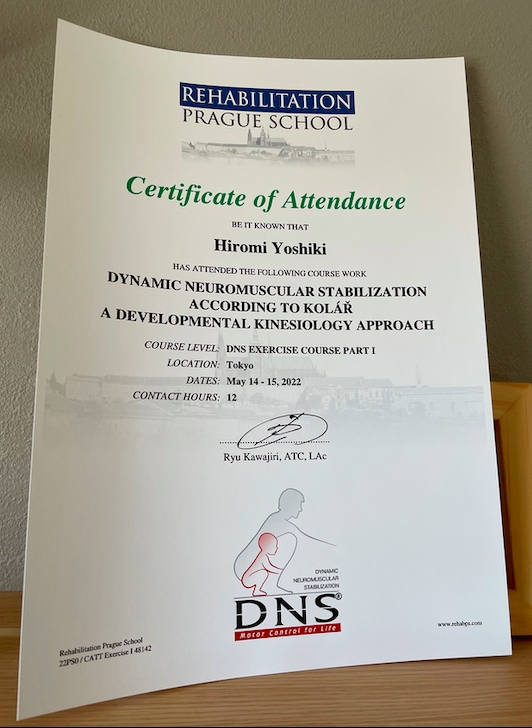 REHABILITATION
PRAGUE SCHOOL
Certificate of Attendance
BE IT KNOWN THAT
Hiromi Yoshiki
HAS ATTENDED THE FOLLOWING COURSE WORK
DYNAMIC NEUROMUSCULAR STABILIZATION
ACCORDING TO KOLÁŘ
A DEVELOPMENTAL KINESIOLOGY APPROACH
COURSE LEVEL: DNS EXERCISE COURSE PART I
LOCATION: Tokyo
DATES: May 14 - 15, 2022
CONTACT HOURS: 12
Ryu Kawajiri, ATC, LAc
DYNAMIC
NEUROMUSCULAR
STABILIZATION
DNS®
Motor Control for Life
Rehabilitation Prague School
22PS0 / CATT Exercise I 48142
www.rehabps.com